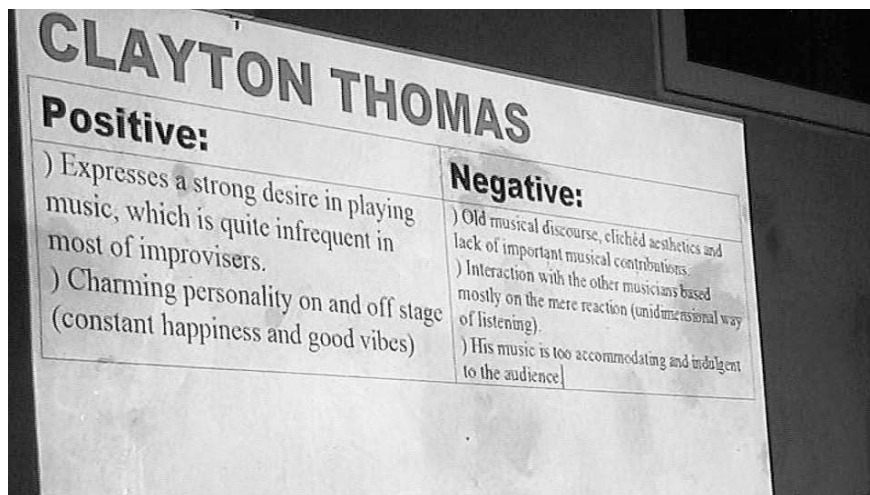 CLAYTON THOMAS
Positive:
) Expresses a strong desire in playing
music, which is quite infrequent in
most of improvisers.
) Charming personality on and off stage
(constant happiness and good vibes)
Negative:
) Old musical discourse, clichéd aesthetics and
lack of important musical contributions.
) Interaction with the other musicians based
mostly on the mere reaction (unidimensional way
of listening).
) His music is too accommodating and indulgent
to the audience